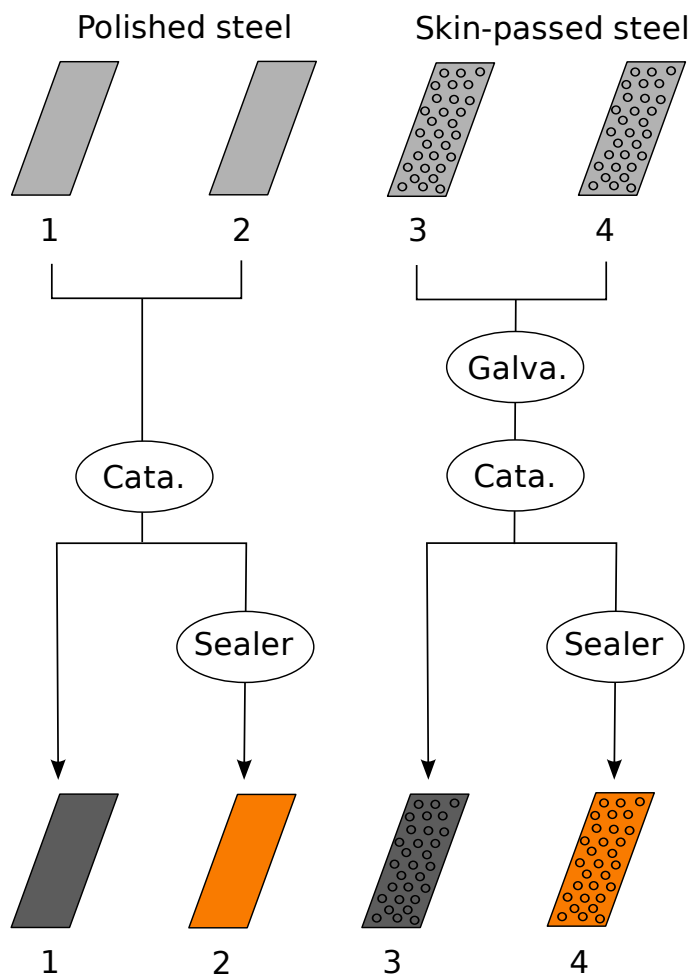 Polished steel
Skin-passed steel
1
2
3
4
Galva.
Cata.
Cata.
Sealer
Sealer
1
2
3
4